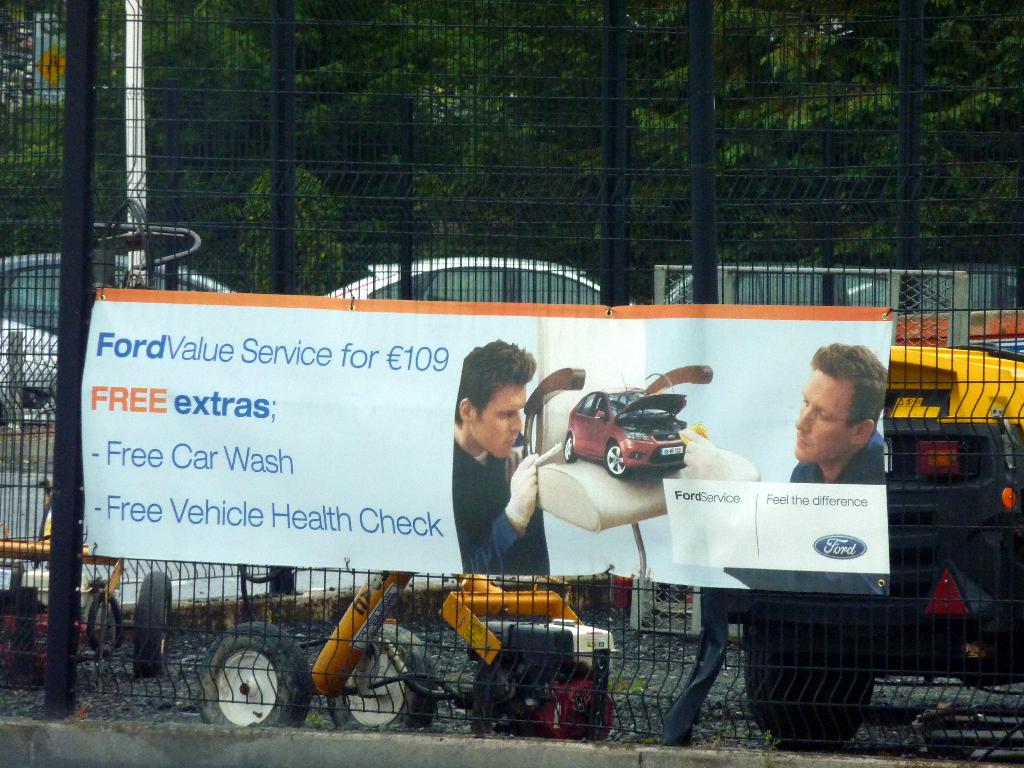 FordValue Service for €109
FREE extras;
- Free Car Wash
- Free Vehicle Health Check
FordService
Feel the difference
Ford